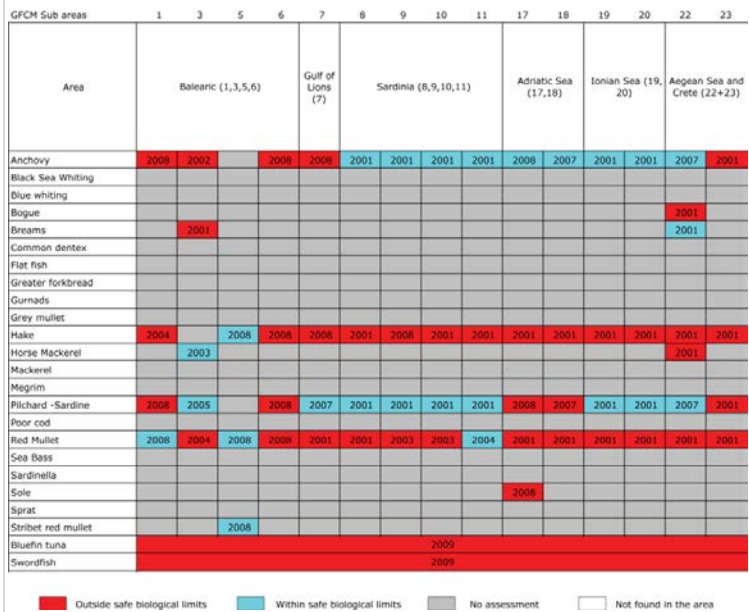 GFCM Sub areas 1 3 5 6 7 8 9 10 11 17 18 19 20 22 23
Area Balearic (1,3,5,6) Gulf of Lions (7) Sardinia (8,9,10,11) Adriatic Sea (17,18) Ionian Sea (19, 20) Aegean Sea and Crete (22+23)
Anchovy 2008 2002 2008 2008 2001 2001 2001 2001 2008 2007 2001 2001 2007 2001
Black Sea Whiting
Blue whiting
Bogue 2001
Breams 2001 2001
Common dentex
Flat fish
Greater forkbread
Gurnads
Grey mullet
Hake 2004 2008 2008 2008 2001 2008 2001 2001 2001 2001 2001 2001 2001 2001
Horse Mackerel 2003 2001
Mackerel
Megrim
Pilchard -Sardine 2008 2005 2008 2007 2001 2001 2001 2001 2008 2007 2001 2001 2007 2001
Poor cod
Red Mullet 2008 2004 2008 2008 2001 2001 2003 2003 2004 2001 2001 2001 2001 2001 2001
Sea Bass
Sardinella
Sole 2008
Sprat
Stribet red mullet 2008
Bluefin tuna 2009
Swordfish 2009
Outside safe biological limits Within safe biological limits No assessment Not found in the area